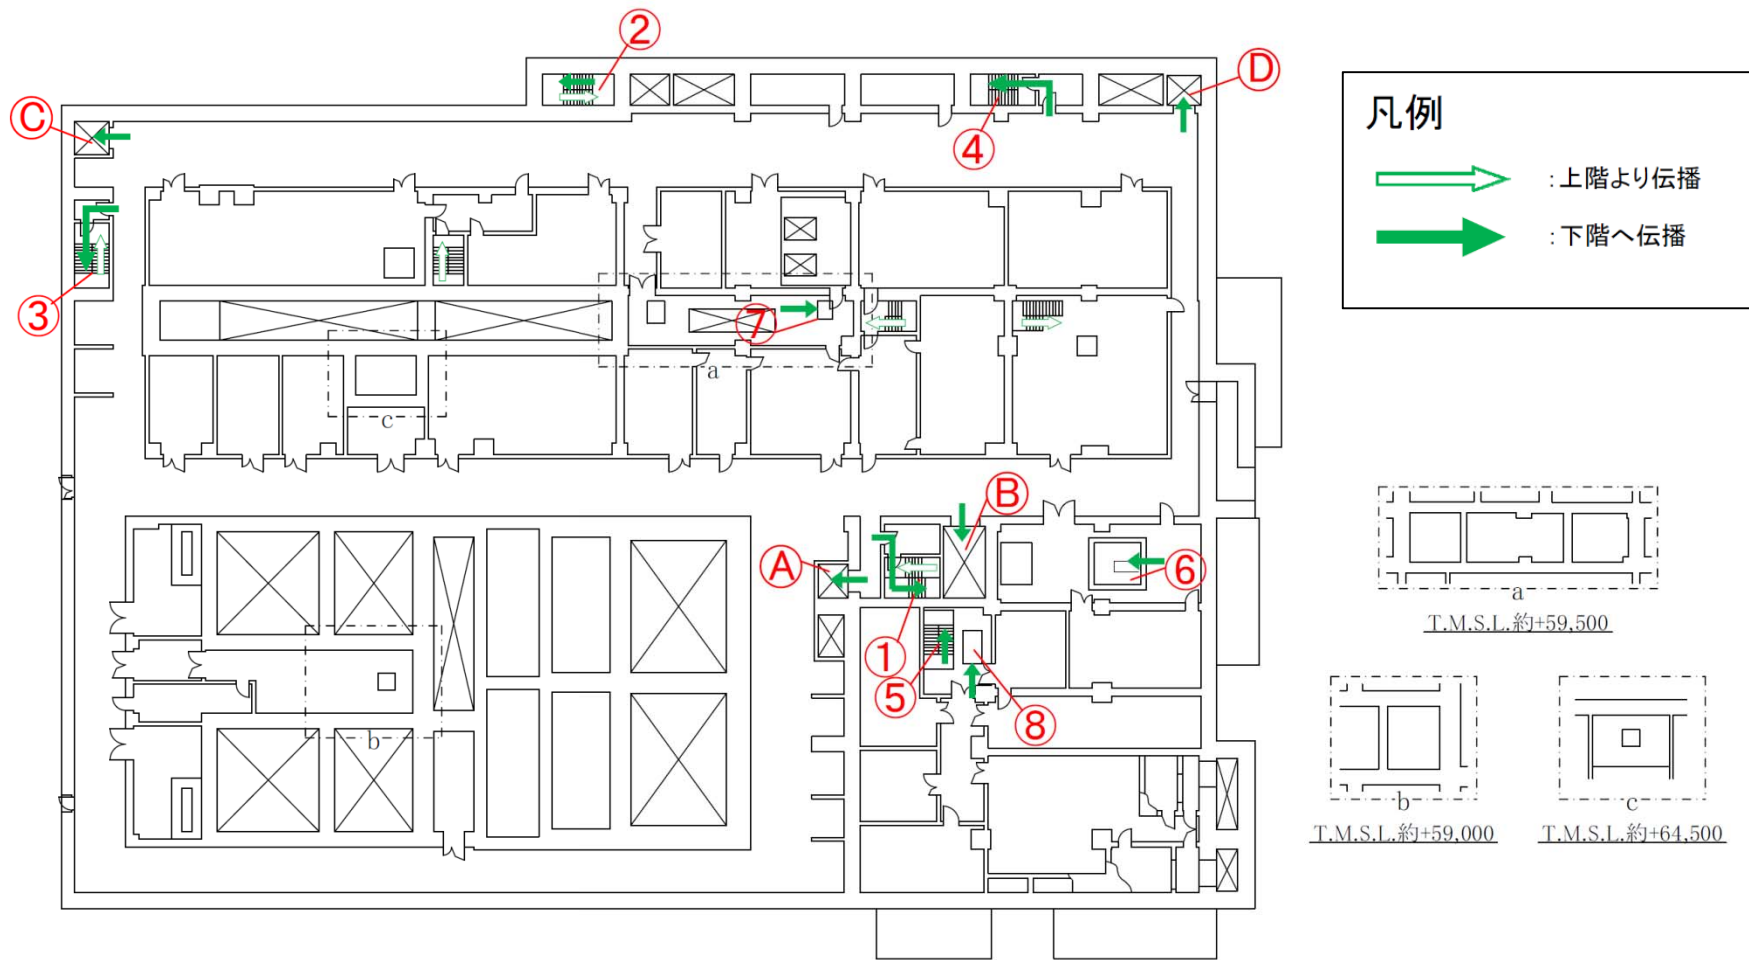 ②
D
C
④
凡例
:上階より伝播
:下階へ伝播
③
⑦
a
c
B
A
⑥
①
⑤
⑧
b
a
T.M.S.L.約+59,500
b
T.M.S.L.約+59,000
c
T.M.S.L.約+64,500